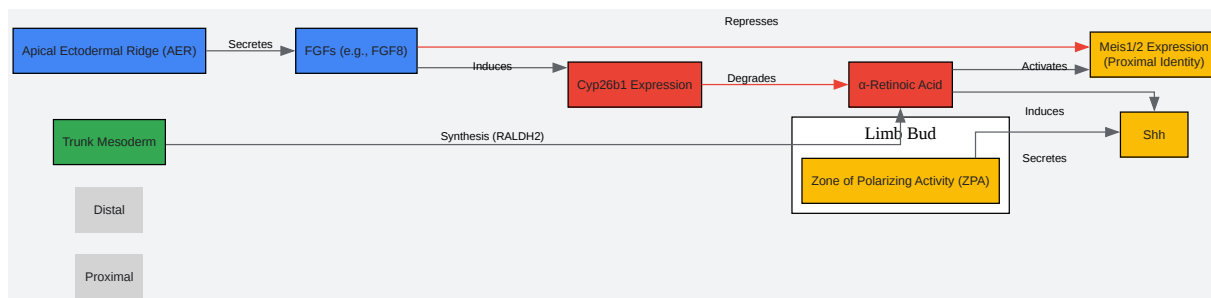 Represses
Apical Ectodermal Ridge (AER)
Secretes
FGFs (e.g., FGF8)
Meis1/2 Expression
(Proximal Identity)
Induces
Activates
Cyp26b1 Expression
Degrades
α-Retinoic Acid
Induces
Trunk Mesoderm
Synthesis (RALDH2)
Limb Bud
Shh
Secretes
Zone of Polarizing Activity (ZPA)
Distal
Proximal